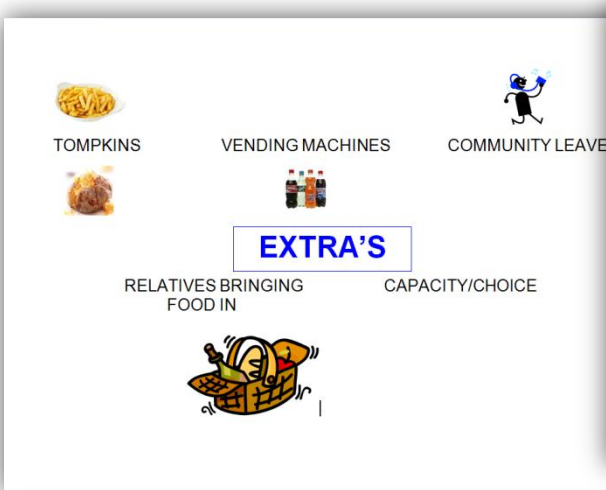 TOMPKINS VENDING MACHINES COMMUNITY LEAVE
EXTRA'S
RELATIVES BRINGING CAPACITY/CHOICE
FOOD IN